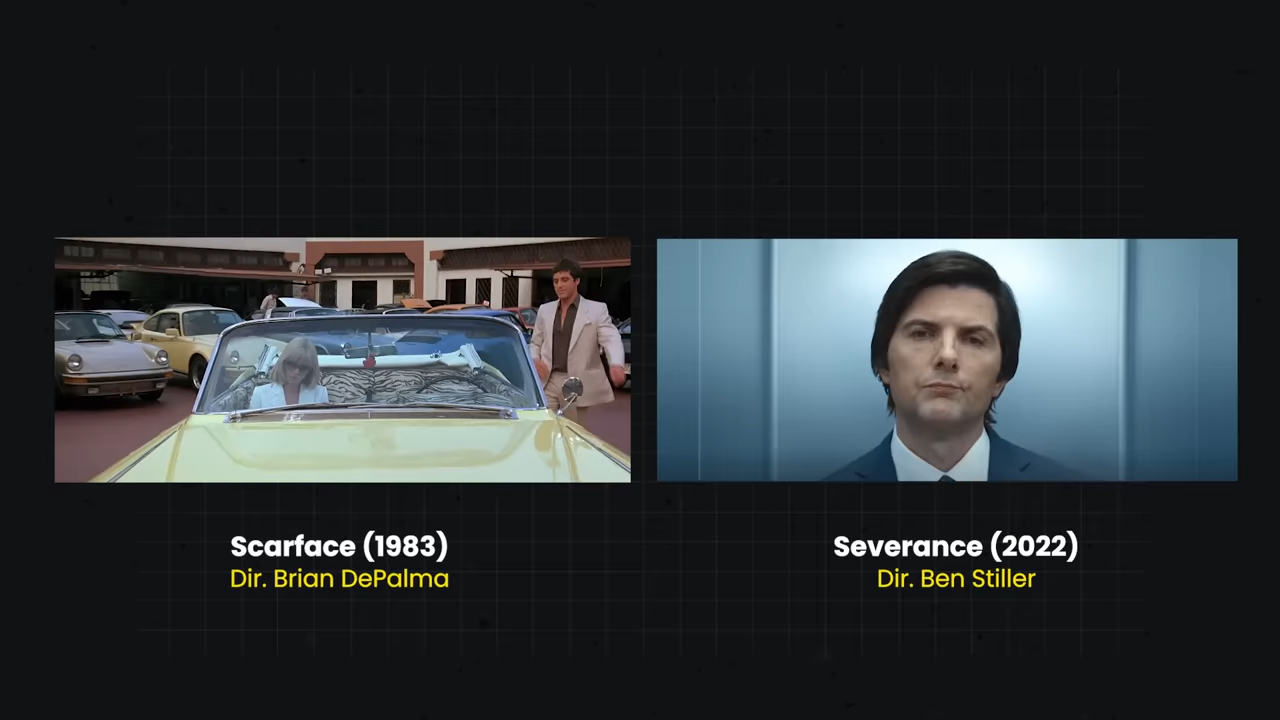 Scarface (1983)
Dir. Brian DePalma
Severance (2022)
Dir. Ben Stiller